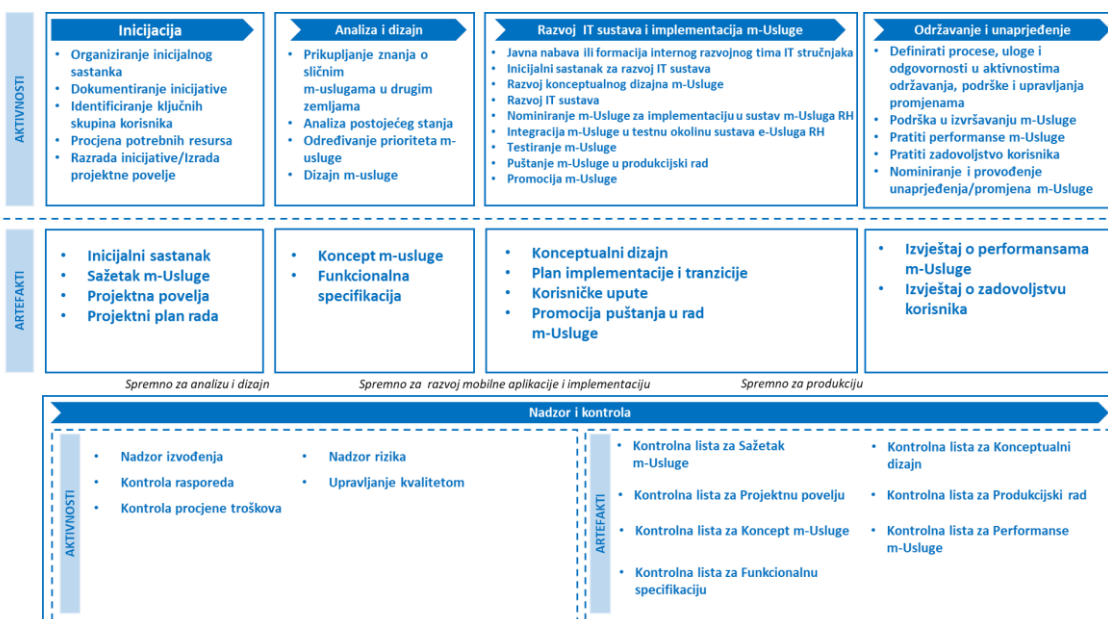 Inicijacija
Analiza i dizajn
Razvoj IT sustava i implementacija m-Usluge
Održavanje i unaprjeđenje
AKTIVNOSTI
• Organiziranje inicijalnog
sastanka
• Dokumentiranje inicijative
• Identificiranje ključnih
skupina korisnika
• Procjena potrebnih resursa
• Razrada inicijative/Izrada
projektne povelje
• Prikupljanje znanja o
sličnim
m-uslugama u drugim
zemljama
• Analiza postojećeg stanja
• Određivanje prioriteta m-
usluge
• Dizajn m-usluge
• Javna nabava ili formacija internog razvojnog tima IT stručnjaka
• Inicijalni sastanak za razvoj IT sustava
• Razvoj konceptualnog dizajna m-Usluge
• Razvoj IT sustava
• Nominiranje m-Usluge za implementaciju u sustav m-Usluga RH
• Integracija m-Usluge u testnu okolinu sustava e-Usluga RH
• Testiranje m-Usluge
• Puštanje m-Usluge u produkcijski rad
• Promocija m-Usluge
• Definirati procese, uloge i
odgovornosti u aktivnostima
održavanja, podrške i upravljanja
promjenama
• Podrška u izvršavanju m-Usluge
• Pratiti performanse m-Usluge
• Pratiti zadovoljstvo korisnika
• Nominiranje i provođenje
unaprjeđenja/promjena m-Usluge
ARTEFAKTI
• Inicijalni sastanak
• Sažetak m-Usluge
• Projektna povelja
• Projektni plan rada
• Koncept m-usluge
• Funkcionalna
specifikacija
• Konceptualni dizajn
• Plan implementacije i tranzicije
• Korisničke upute
• Promocija puštanja u rad
m-Usluge
• Izvještaj o performansama
m-Usluge
• Izvještaj o zadovoljstvu
korisnika
Spremno za analizu i dizajn
Spremno za razvoj mobilne aplikacije i implementaciju
Spremno za produkciju
Nadzor i kontrola
AKTIVNOSTI
• Nadzor izvođenja
• Kontrola rasporeda
• Kontrola procjene troškova
• Nadzor rizika
• Upravljanje kvalitetom
ARTEFAKTI
• Kontrolna lista za Sažetak
m-Usluge
• Kontrolna lista za Projektnu povelju
• Kontrolna lista za Koncept m-Usluge
• Kontrolna lista za Funkcionalnu
specifikaciju
• Kontrolna lista za Konceptualni
dizajn
• Kontrolna lista za Produkcijski rad
• Kontrolna lista za Performanse
m-Usluge